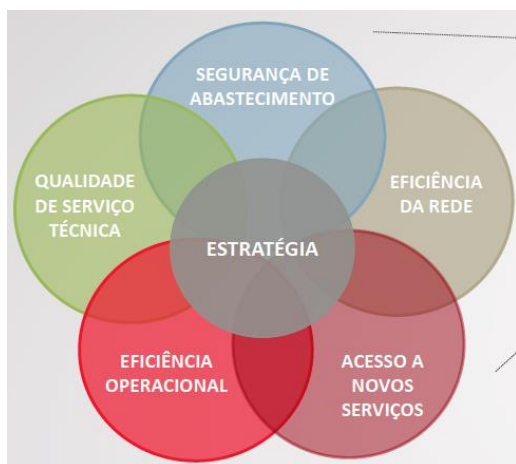 SEGURANÇA DE
ABASTECIMENTO
QUALIDADE
DE SERVIÇO
TÉCNICA
EFICIÊNCIA
DA REDE
ESTRATÉGIA
EFICIÊNCIA
OPERACIONAL
ACESSO A
NOVOS
SERVIÇOS